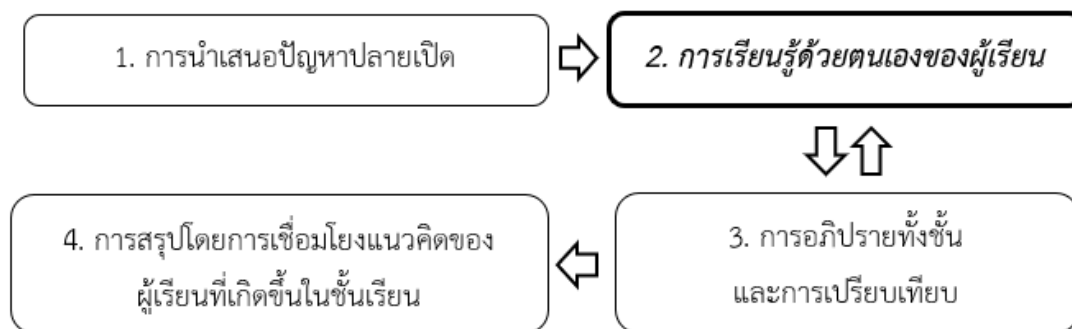 1. การนำเสนอปัญหาปลายเปิด
2. การเรียนรู้ด้วยตนเองของผู้เรียน
3. การอภิปรายทั้งชั้น
และการเปรียบเทียบ
4. การสรุปโดยการเชื่อมโยงแนวคิดของ
ผู้เรียนที่เกิดขึ้นในชั้นเรียน